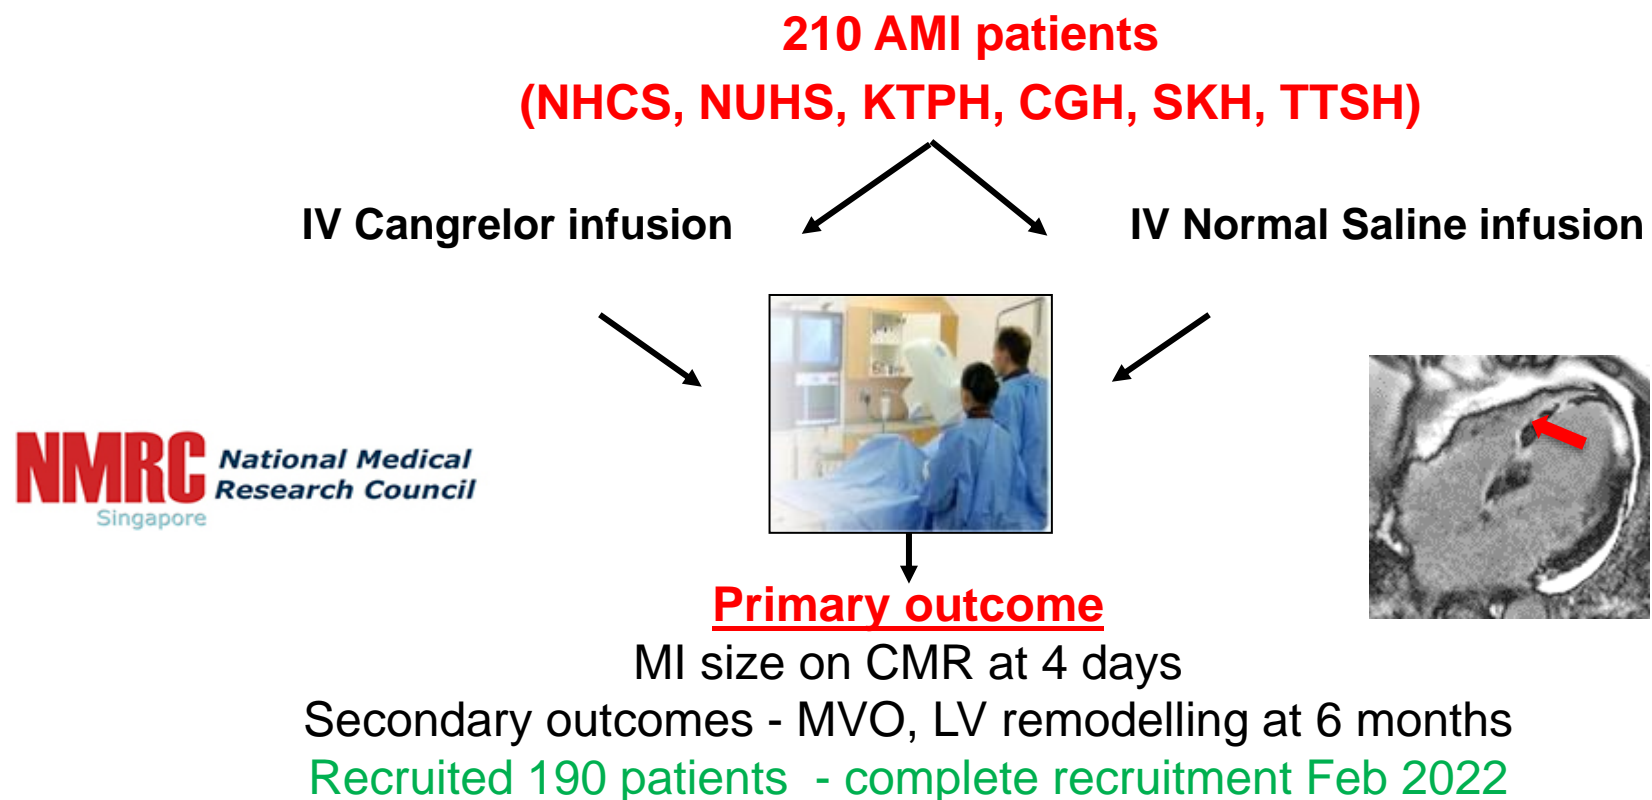 210 AMI patients
(NHCS, NUHS, KTPH, CGH, SKH, TTSH)
IV Cangrelor infusion
IV Normal Saline infusion
NMRC National Medical
Research Council
Singapore
Primary outcome
MI size on CMR at 4 days
Secondary outcomes - MVO, LV remodelling at 6 months
Recruited 190 patients - complete recruitment Feb 2022